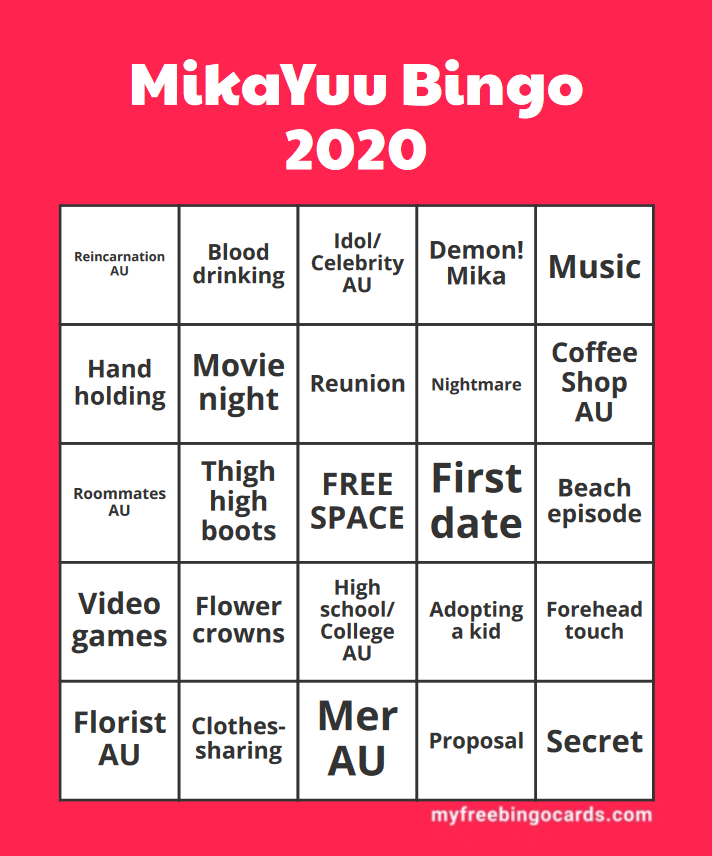 MikaYuu Bingo
2020
Reincarnation
AU
Blood
drinking
Idol/
Celebrity
AU
Demon!
Mika
Music
Hand
holding
Movie
night
Reunion
Nightmare
Coffee
Shop
AU
Roommates
AU
Thigh
high
boots
FREE
SPACE
First
date
Beach
episode
Video
games
Flower
crowns
High
school/
College
AU
Adopting
a kid
Forehead
touch
Florist
AU
Clothes-
sharing
Mer
AU
Proposal
Secret
myfreebingocards.com